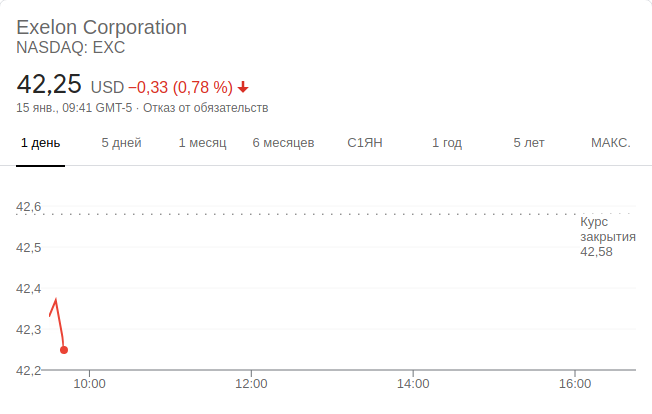 Exelon Corporation
NASDAQ: EXC
42,25 USD −0,33 (0,78 %)
15 янв., 09:41 GMT-5 · Отказ от обязательств
1 день 5 дней 1 месяц 6 месяцев С1ЯН 1 год 5 лет МАКС.
42,6
Курс
закрытия
42,58
42,5
42,4
42,3
42,2
10:00 12:00 14:00 16:00